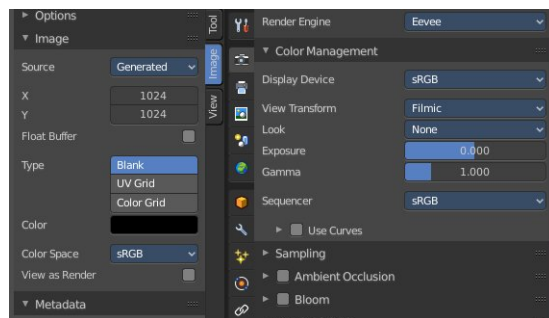 Options
Image
Source Generated
X 1024
Y 1024
Float Buffer
Type Blank
UV Grid
Color Grid
Color
Color Space sRGB
View as Render
Metadata
Tool
Image
View
Render Engine Eevee
Color Management
Display Device sRGB
View Transform Filmic
Look None
Exposure 0.000
Gamma 1.000
Sequencer sRGB
Use Curves
Sampling
Ambient Occlusion
Bloom